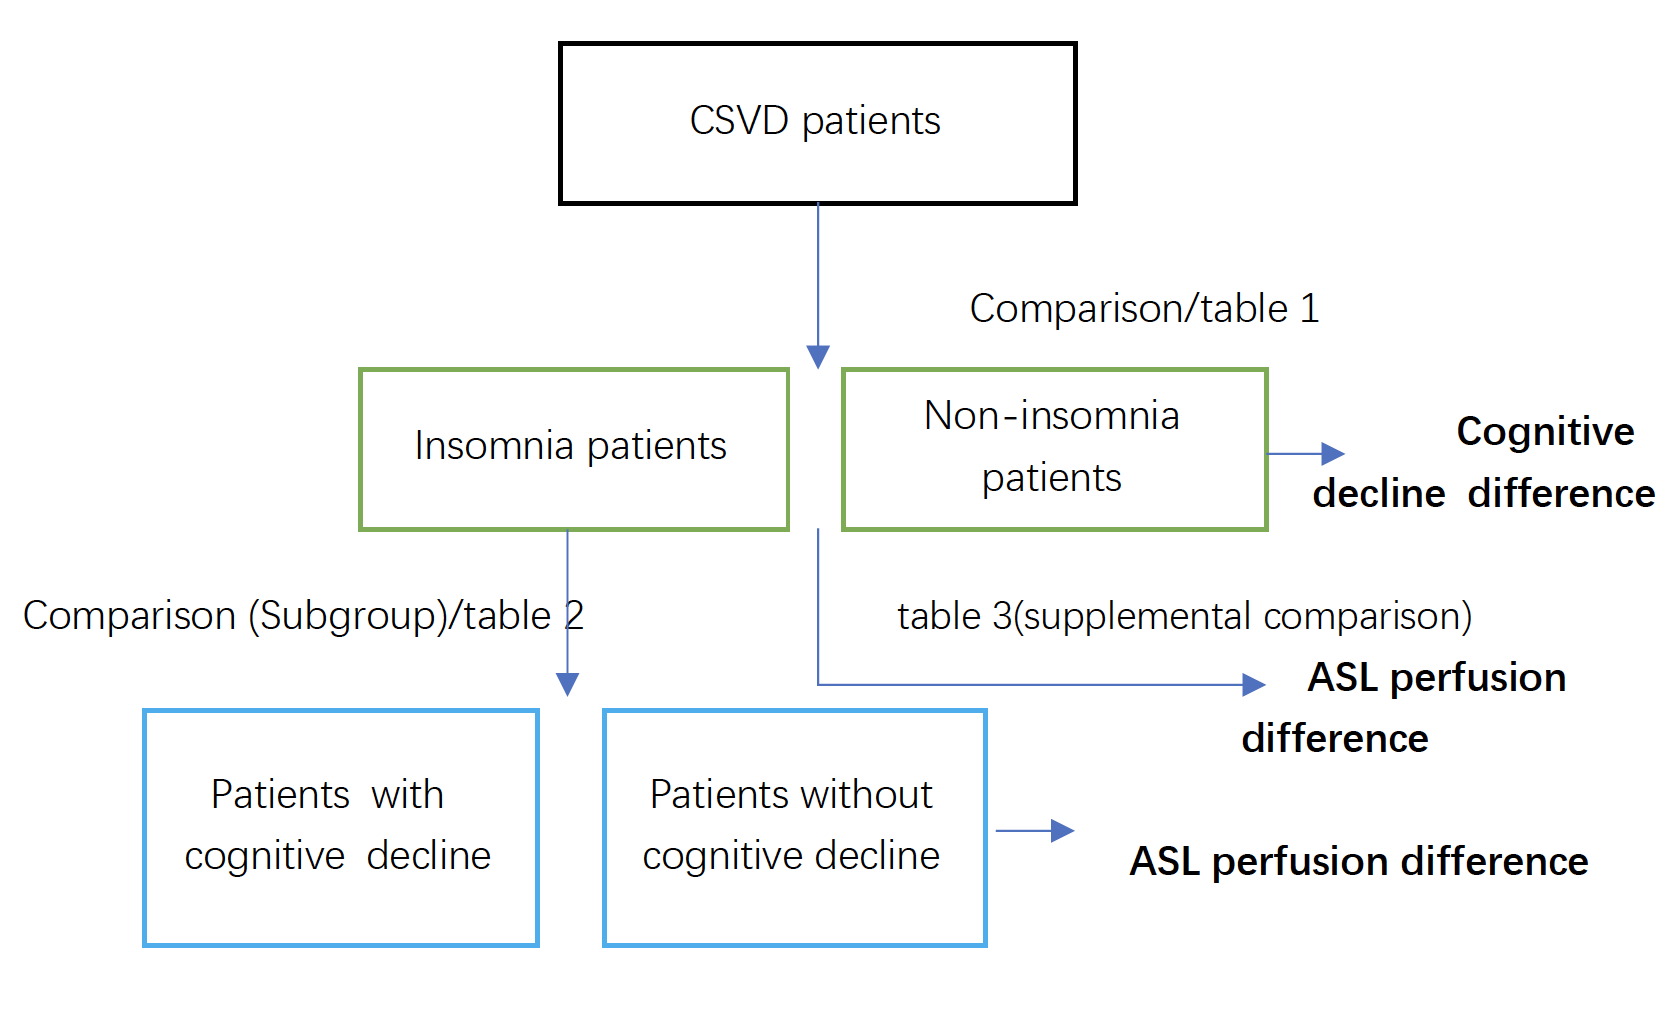 CSVD patients
Comparison/table 1
Insomnia patients
Non-insomnia
patients
Cognitive
decline difference
Comparison (Subgroup)/table 2
table 3(supplemental comparison)
ASL perfusion
difference
Patients with
cognitive decline
Patients without
cognitive decline
ASL perfusion difference